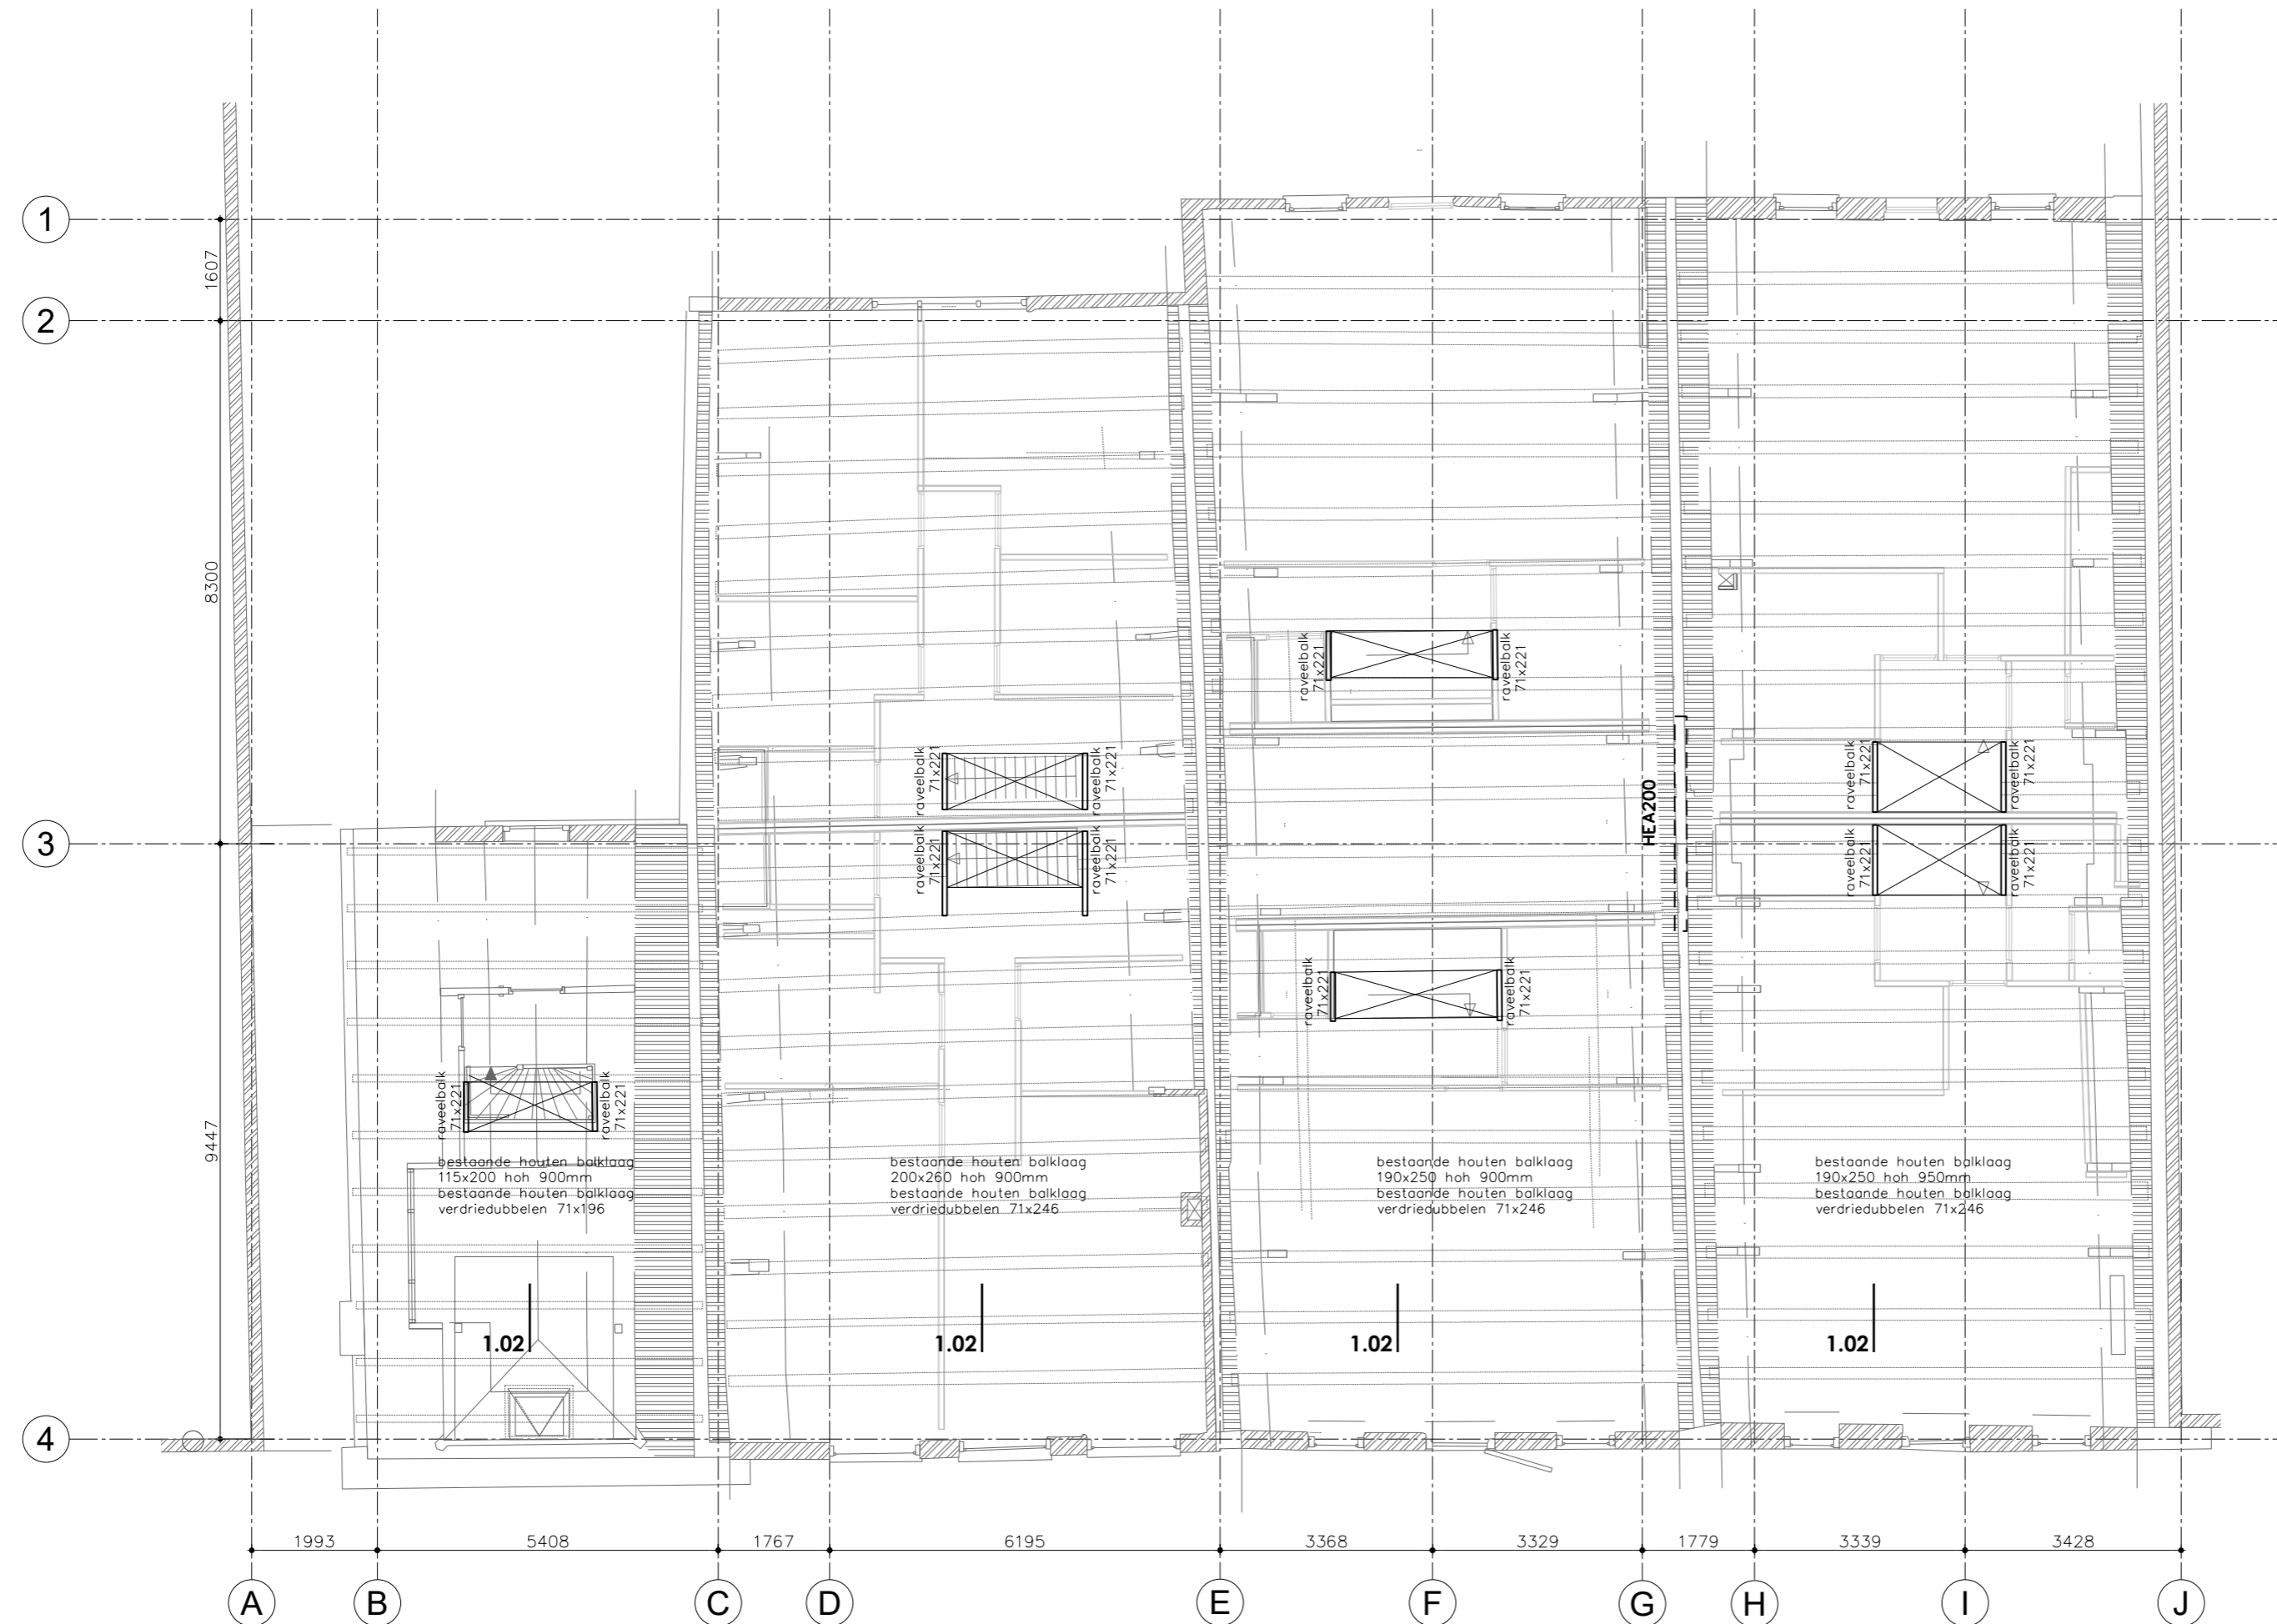 1
1607
2
8300
raveelbalk
71x221
raveelbalk
71x221
raveelbalk
71x221
raveelbalk
71x221
raveelbalk
71x221
raveelbalk
71x221
HEA200
3
raveelbalk
71x221
raveelbalk
71x221
raveelbalk
71x221
raveelbalk
71x221
raveelbalk
71x221
raveelbalk
71x221
9447
raveelbalk
71x221
raveelbalk
71x221
bestaande houten balklaag
115x200 hoh 900mm
bestaande houten balklaag
verdriedubbelen 71x196
bestaande houten balklaag
200x260 hoh 900mm
bestaande houten balklaag
verdriedubbelen 71x246
bestaande houten balklaag
190x250 hoh 900mm
bestaande houten balklaag
verdriedubbelen 71x246
bestaande houten balklaag
190x250 hoh 950mm
bestaande houten balklaag
verdriedubbelen 71x246
1.02
1.02
1.02
1.02
4
1993
5408
1767
6195
3368
3329
1779
3339
3428
A
B
C
D
E
F
G
H
I
J